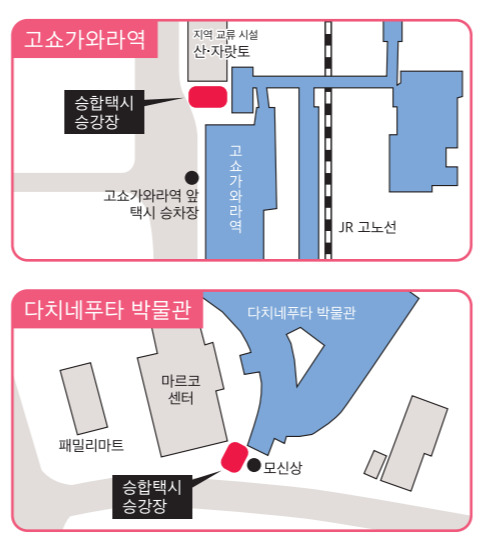 고쇼가와라역
지역 교류 시설
산·자랏토
승합택시
승강장
고쇼가와라역 앞
택시 승차장
고쇼가와라역
JR 고노선
다치네푸타 박물관
다치네푸타 박물관
마르코
센터
패밀리마트
모신상
승합택시
승강장